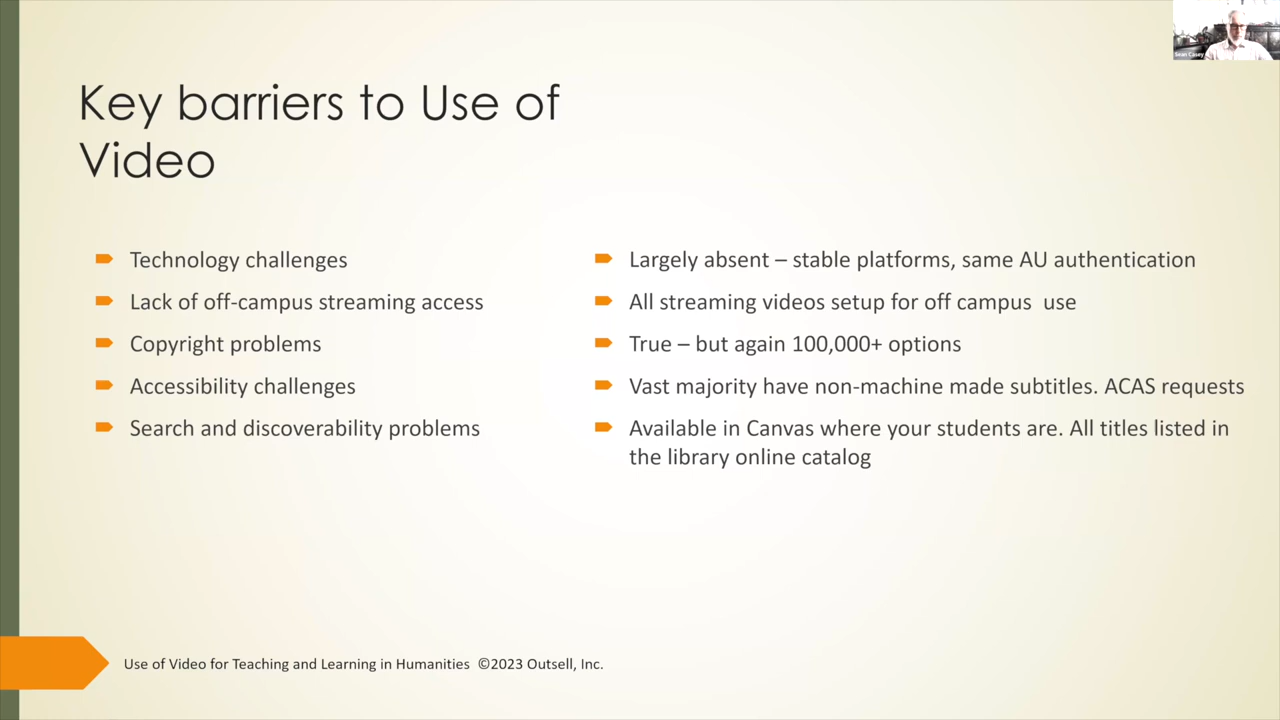 Sean Casey
Key barriers to Use of
Video
Technology challenges
Lack of off-campus streaming access
Copyright problems
Accessibility challenges
Search and discoverability problems
Largely absent – stable platforms, same AU authentication
All streaming videos setup for off campus  use
True – but again 100,000+ options
Vast majority have non-machine made subtitles. ACAS requests
Available in Canvas where your students are. All titles listed in
the library online catalog
Use of Video for Teaching and Learning in Humanities  ©2023 Outsell, Inc.